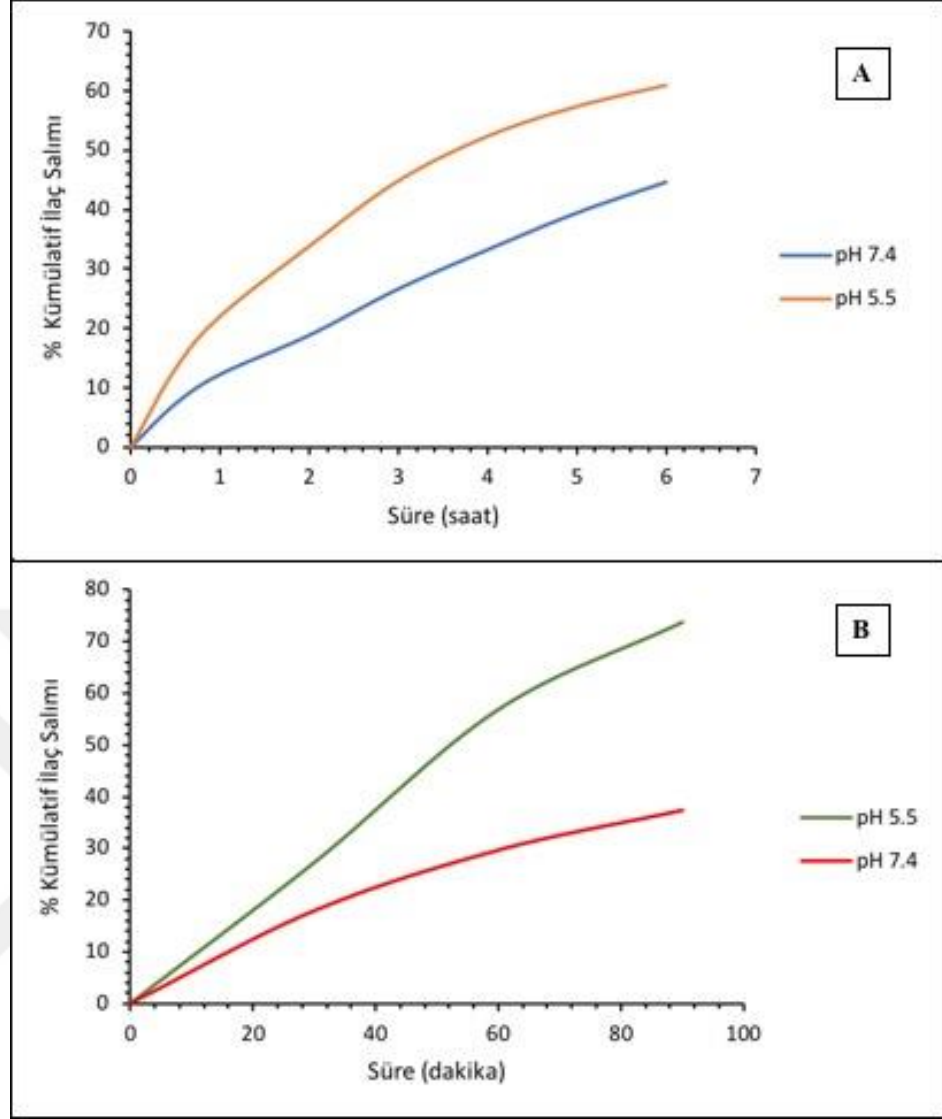 A
% Kümülatif İlaç Salımı
70
60
50
40
30
20
10
0
0 1 2 3 4 5 6 7
Süre (saat)
pH 7.4
pH 5.5
B
% Kümülatif İlaç Salımı
80
70
60
50
40
30
20
10
0
0 20 40 60 80 100
Süre (dakika)
pH 5.5
pH 7.4